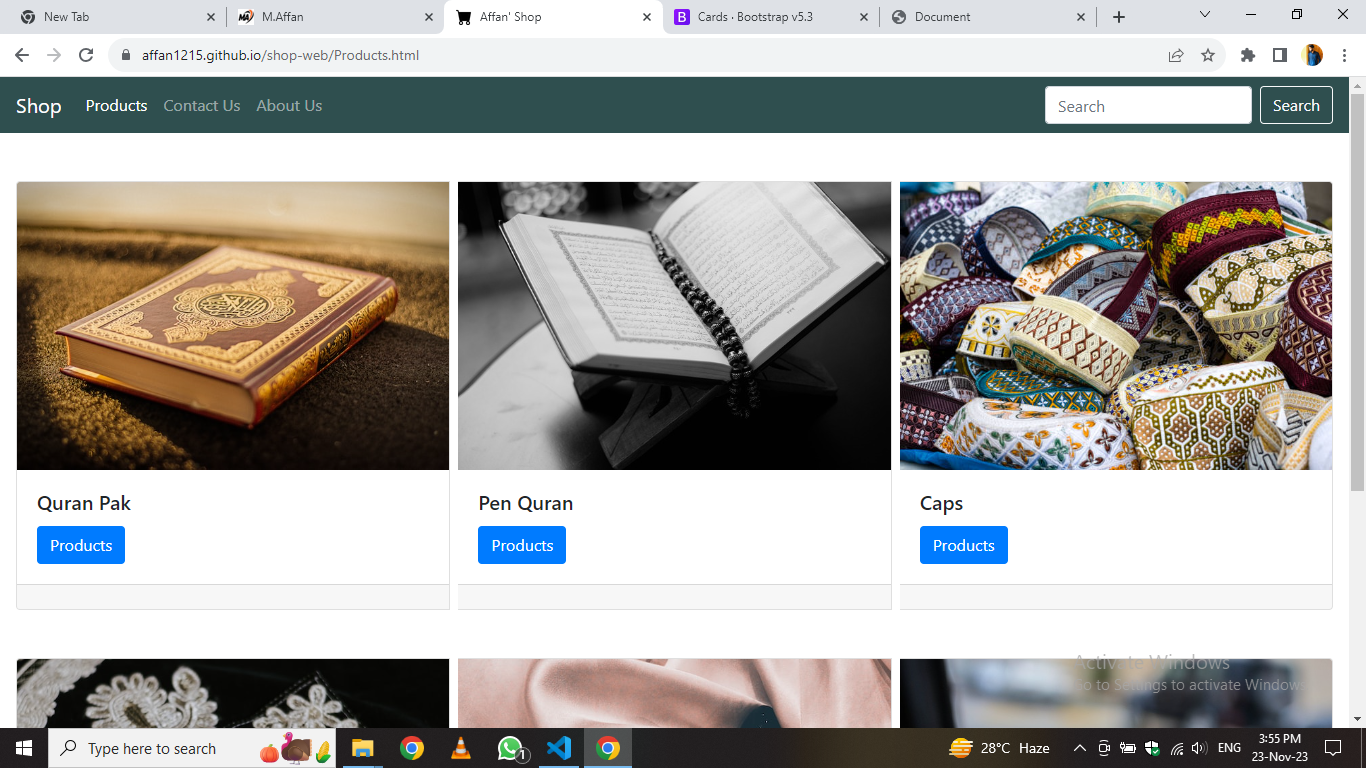 New Tab
M.Affan
Affan' Shop
Cards · Bootstrap v5.3
Document
affan1215.github.io/shop-web/Products.html
Shop
Products
Contact Us
About Us
Search
Search
Quran Pak
Products
Pen Quran
Products
Caps
Products
Activate Windows
Go to Settings to activate Windows
Type here to search
1
28°C Haze
ENG
3:55 PM
23-Nov-23